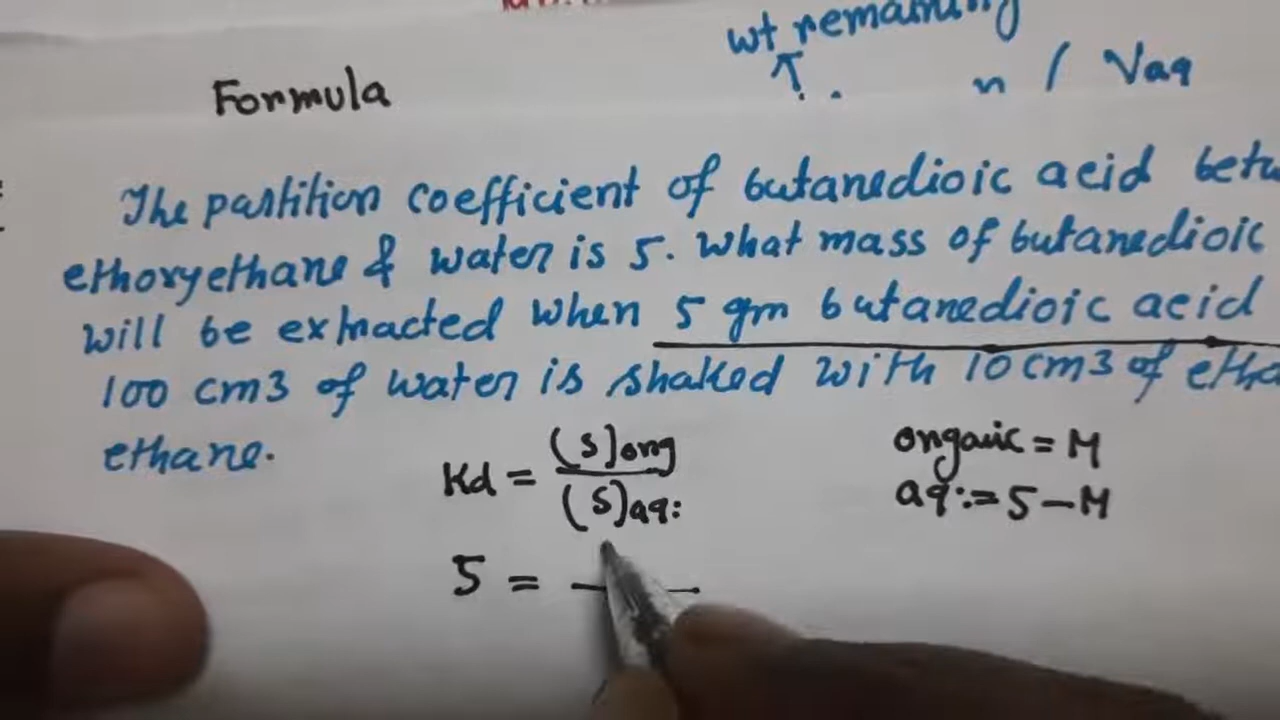 wt remaining
n / Vaq
Formula
The partition coefficient of butanedioic acid
ethoxyethane & water is 5. What mass of butanedioic
will be extracted when 5 gm butanedioic acid
100 cm3 of water is shaked with 10 cm3 of
ethane.
Kd = (S)org / (S)aq:
organic = M
aq: = 5 - M
5 =